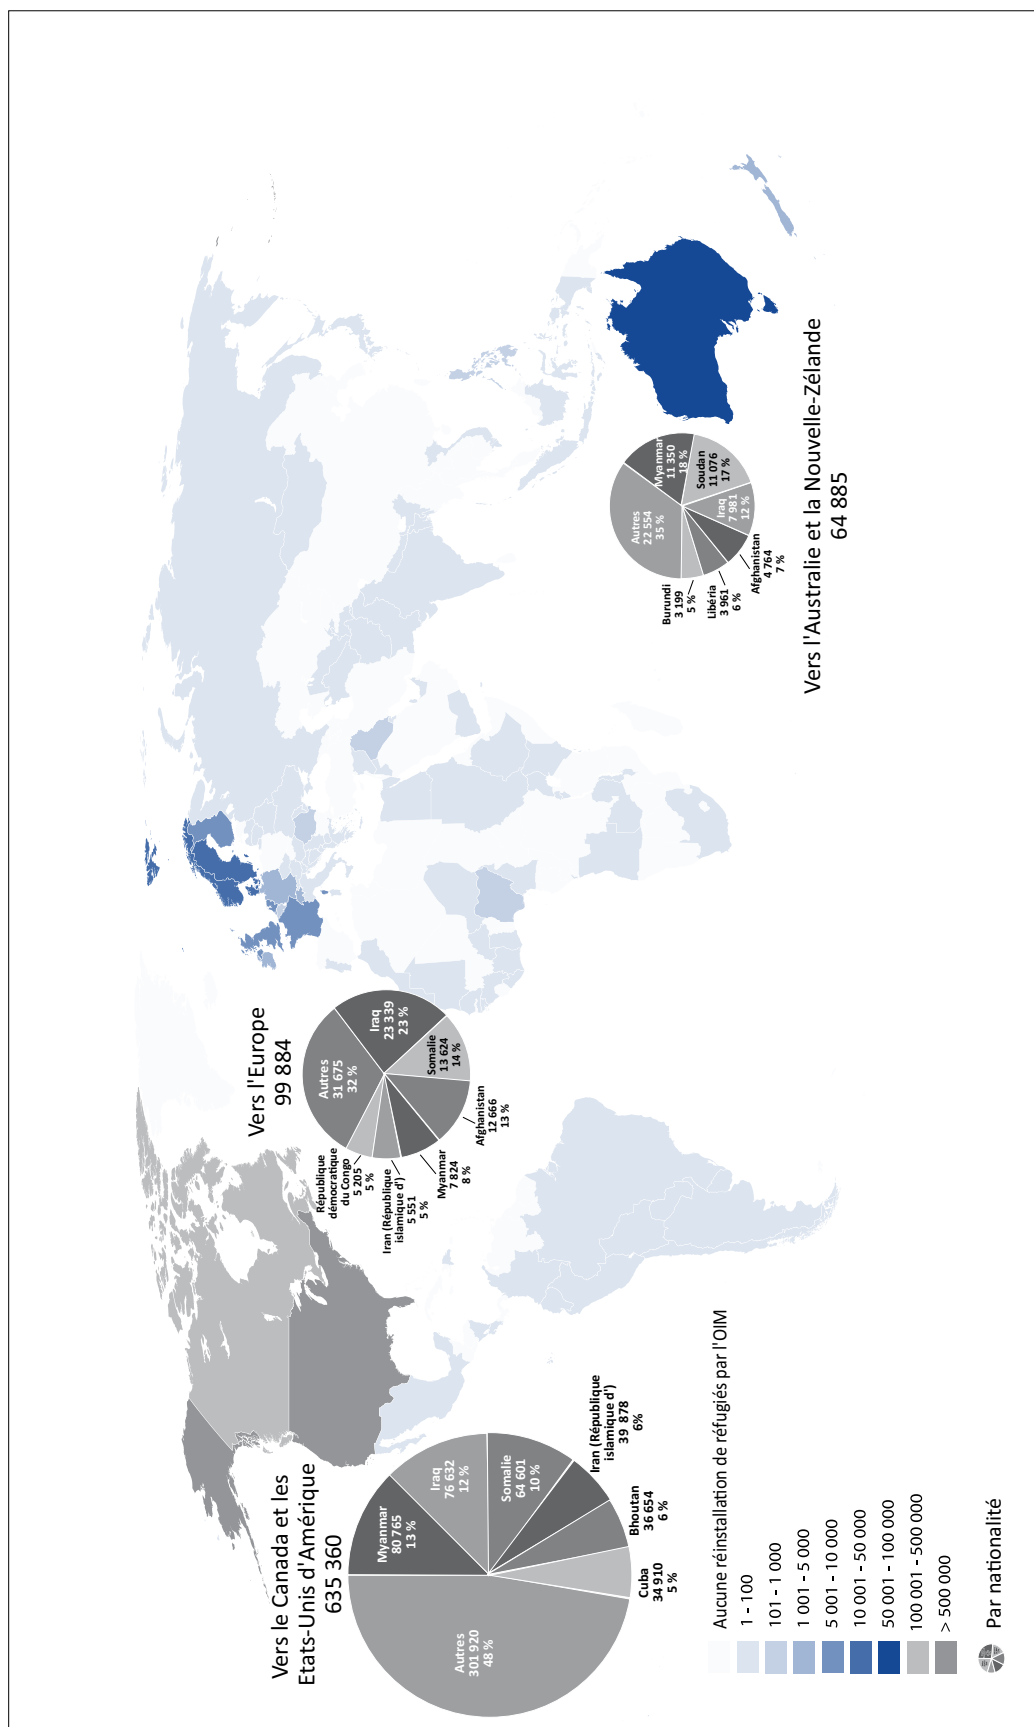 Vers le Canada et les
Etats-Unis d'Amérique
635 360
Myanmar
80 765
13 %
Iraq
76 632
12 %
Somalie
64 601
10 %
Iran (République
islamique d')
39 878
6%
Bhoutan
36 654
6 %
Cuba
34 910
5 %
Autres
301 920
48 %
Vers l'Europe
99 884
Autres
31 675
32 %
Iraq
23 339
23 %
Somalie
13 624
14 %
Afghanistan
12 666
13 %
Myanmar
7 824
8 %
Iran (République
islamique d')
5 551
5 %
République
démocratique
du Congo
5 205
5 %
Autres
22 554
35 %
Myanmar
11 350
18 %
Soudan
11 076
17 %
Iraq
7 981
12 %
Afghanistan
4 764
7 %
Libéria
3 961
6 %
Burundi
3 199
5 %
Vers l'Australie et la Nouvelle-Zélande
64 885
Aucune réinstallation de réfugiés par l'OIM
1 - 100
101 - 1 000
1 001 - 5 000
5 001 - 10 000
10 001 - 50 000
50 001 - 100 000
100 001 - 500 000
> 500 000
Par nationalité